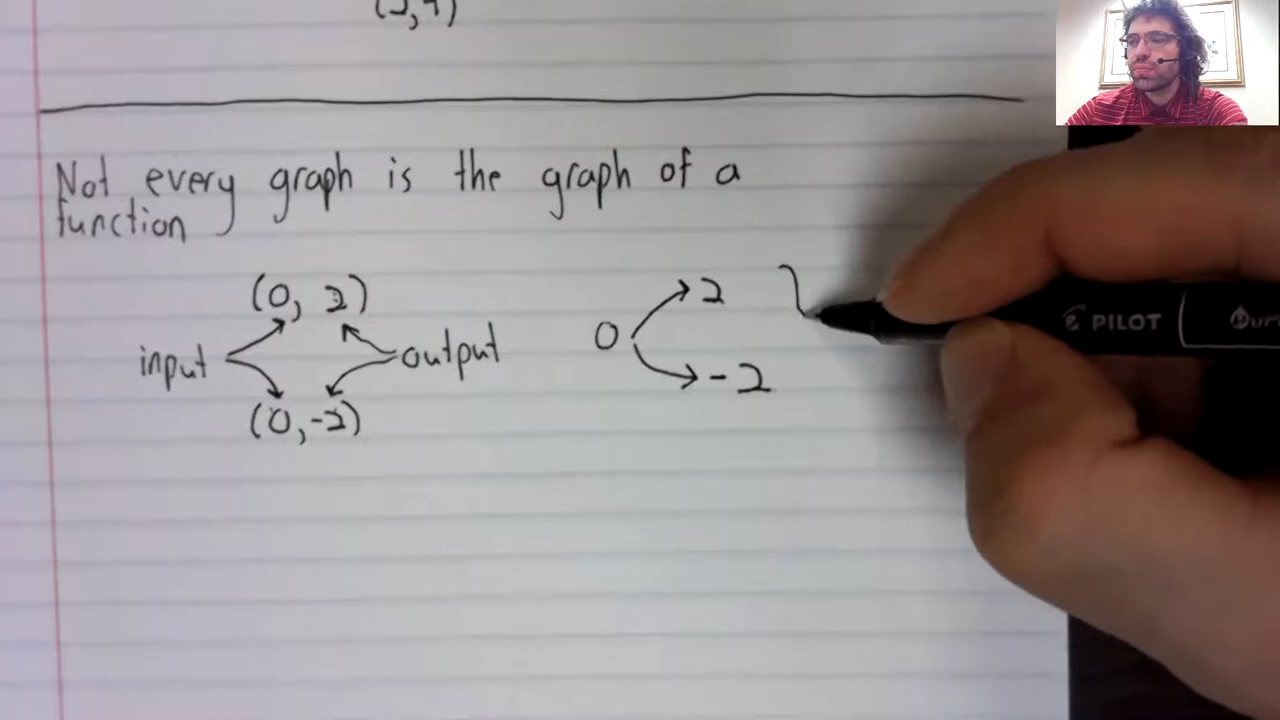 Not every graph is the graph of a
function
(0, 2)
input
output
(0,-2)
0
2
-2
PILOT